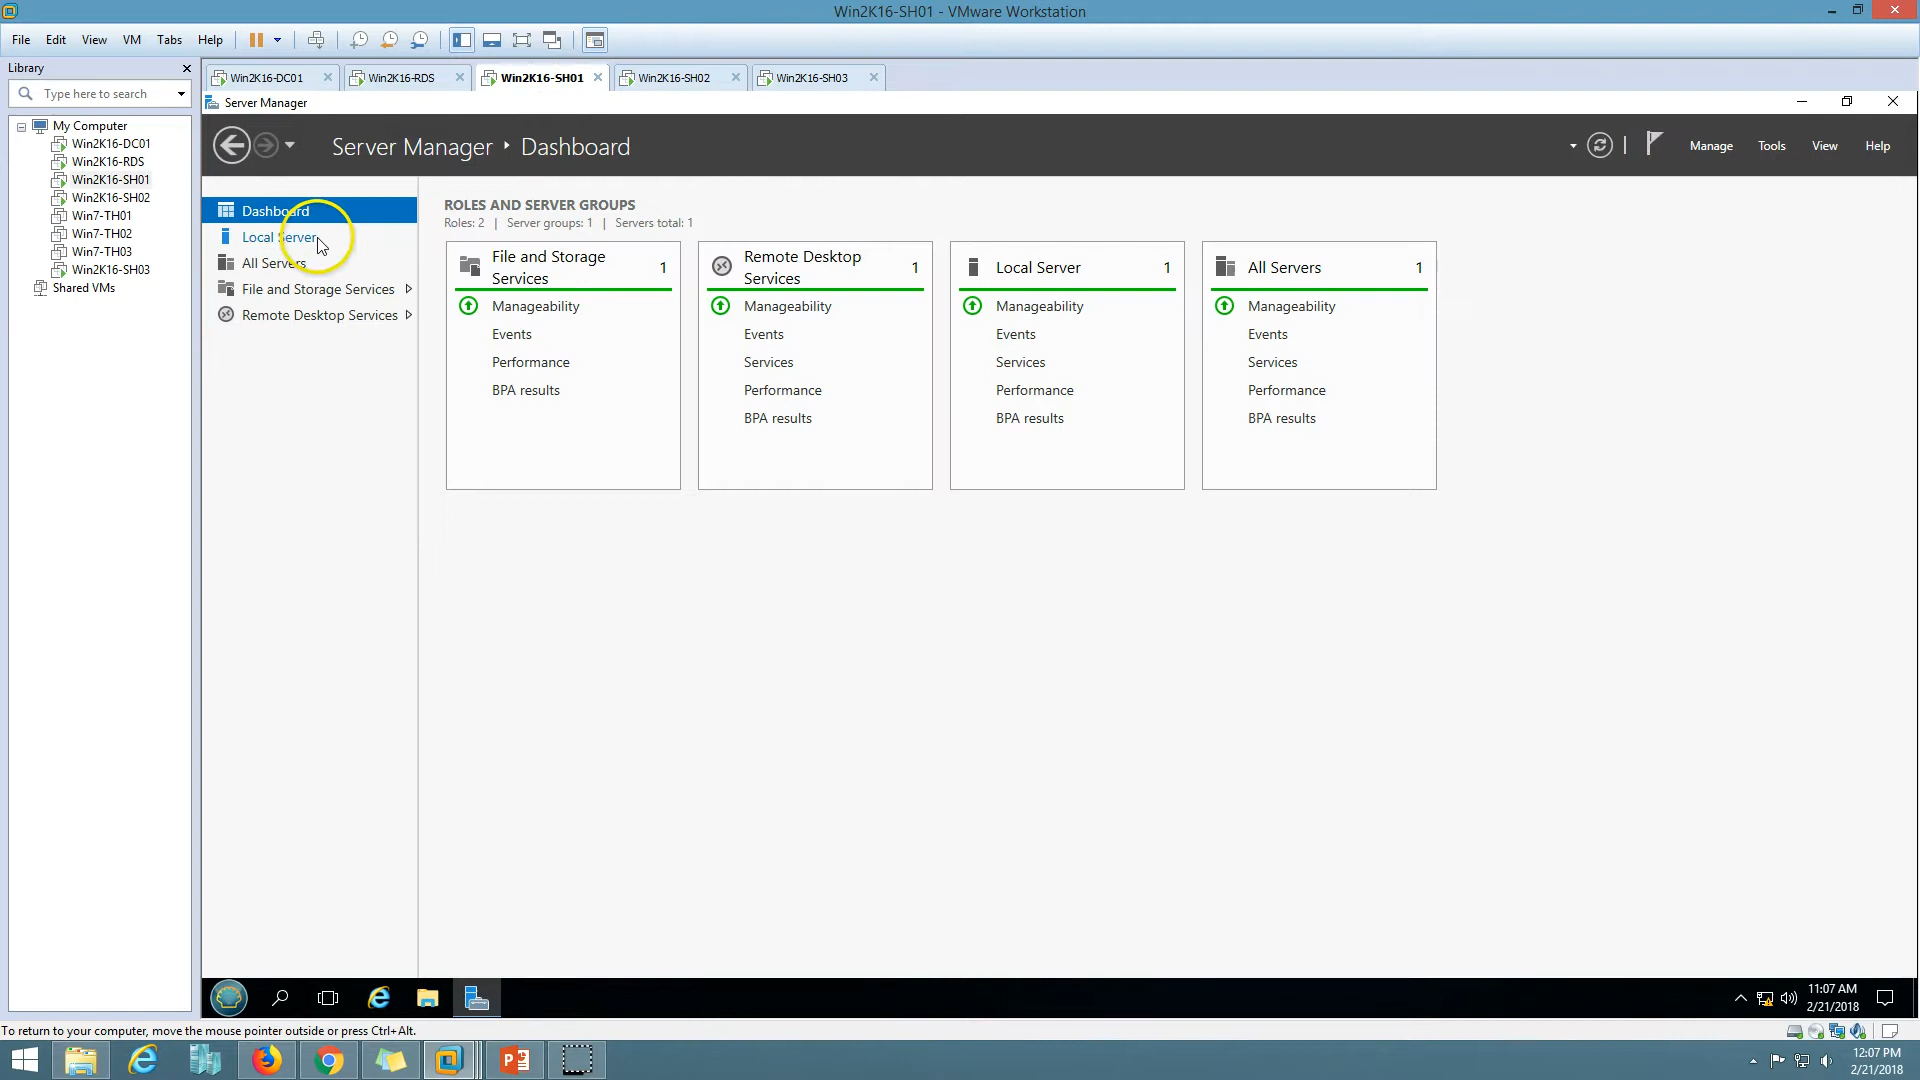 Win2K16-SH01 - VMware Workstation
File Edit View VM Tabs Help
Library
Type here to search
My Computer
Win2K16-DC01
Win2K16-RDS
Win2K16-SH01
Win2K16-SH02
Win7-TH01
Win7-TH02
Win7-TH03
Win2K16-SH03
Shared VMs
Win2K16-DC01 Win2K16-RDS Win2K16-SH01 Win2K16-SH02 Win2K16-SH03
Server Manager
Server Manager Dashboard
Manage Tools View Help
Dashboard
Local Server
All Servers
File and Storage Services
Remote Desktop Services
ROLES AND SERVER GROUPS
Roles: 2 | Server groups: 1 | Servers total: 1
File and Storage Services 1
Manageability
Events
Performance
BPA results
Remote Desktop Services 1
Manageability
Events
Services
Performance
BPA results
Local Server 1
Manageability
Events
Services
Performance
BPA results
All Servers 1
Manageability
Events
Services
Performance
BPA results
11:07 AM
2/21/2018
To return to your computer, move the mouse pointer outside or press Ctrl+Alt.
12:07 PM
2/21/2018